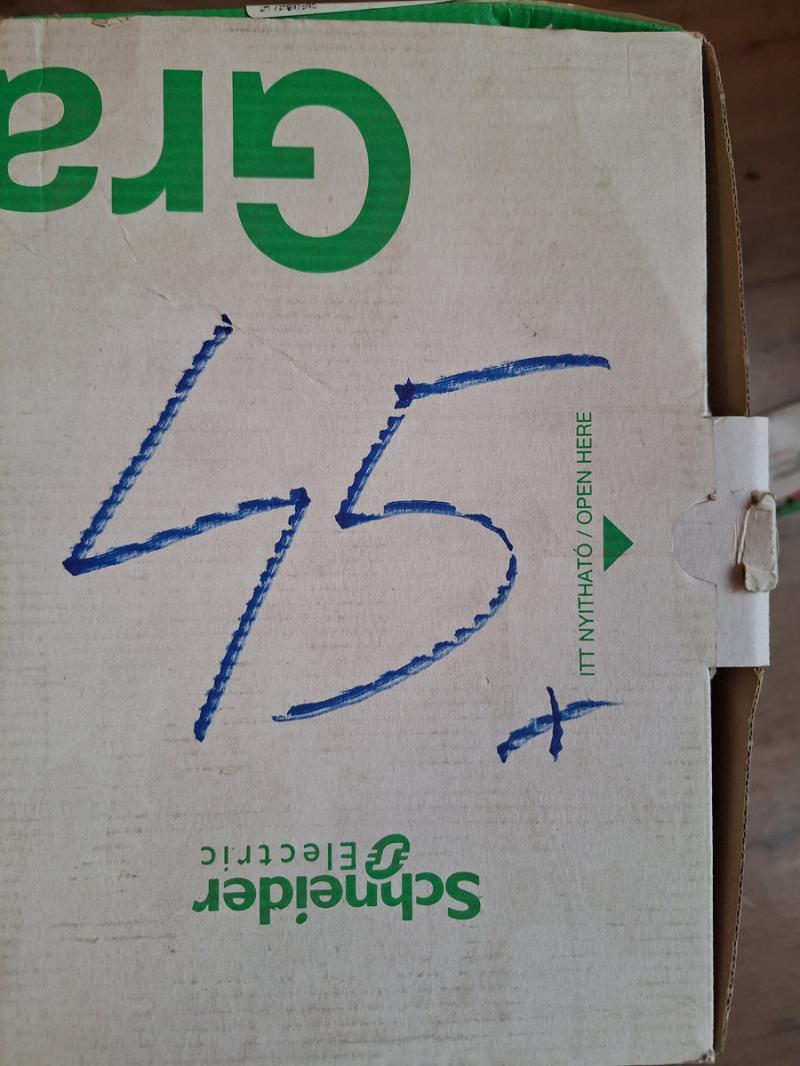 Gra
45
+
ITT NYITHATÓ / OPEN HERE
Schneider
Electric